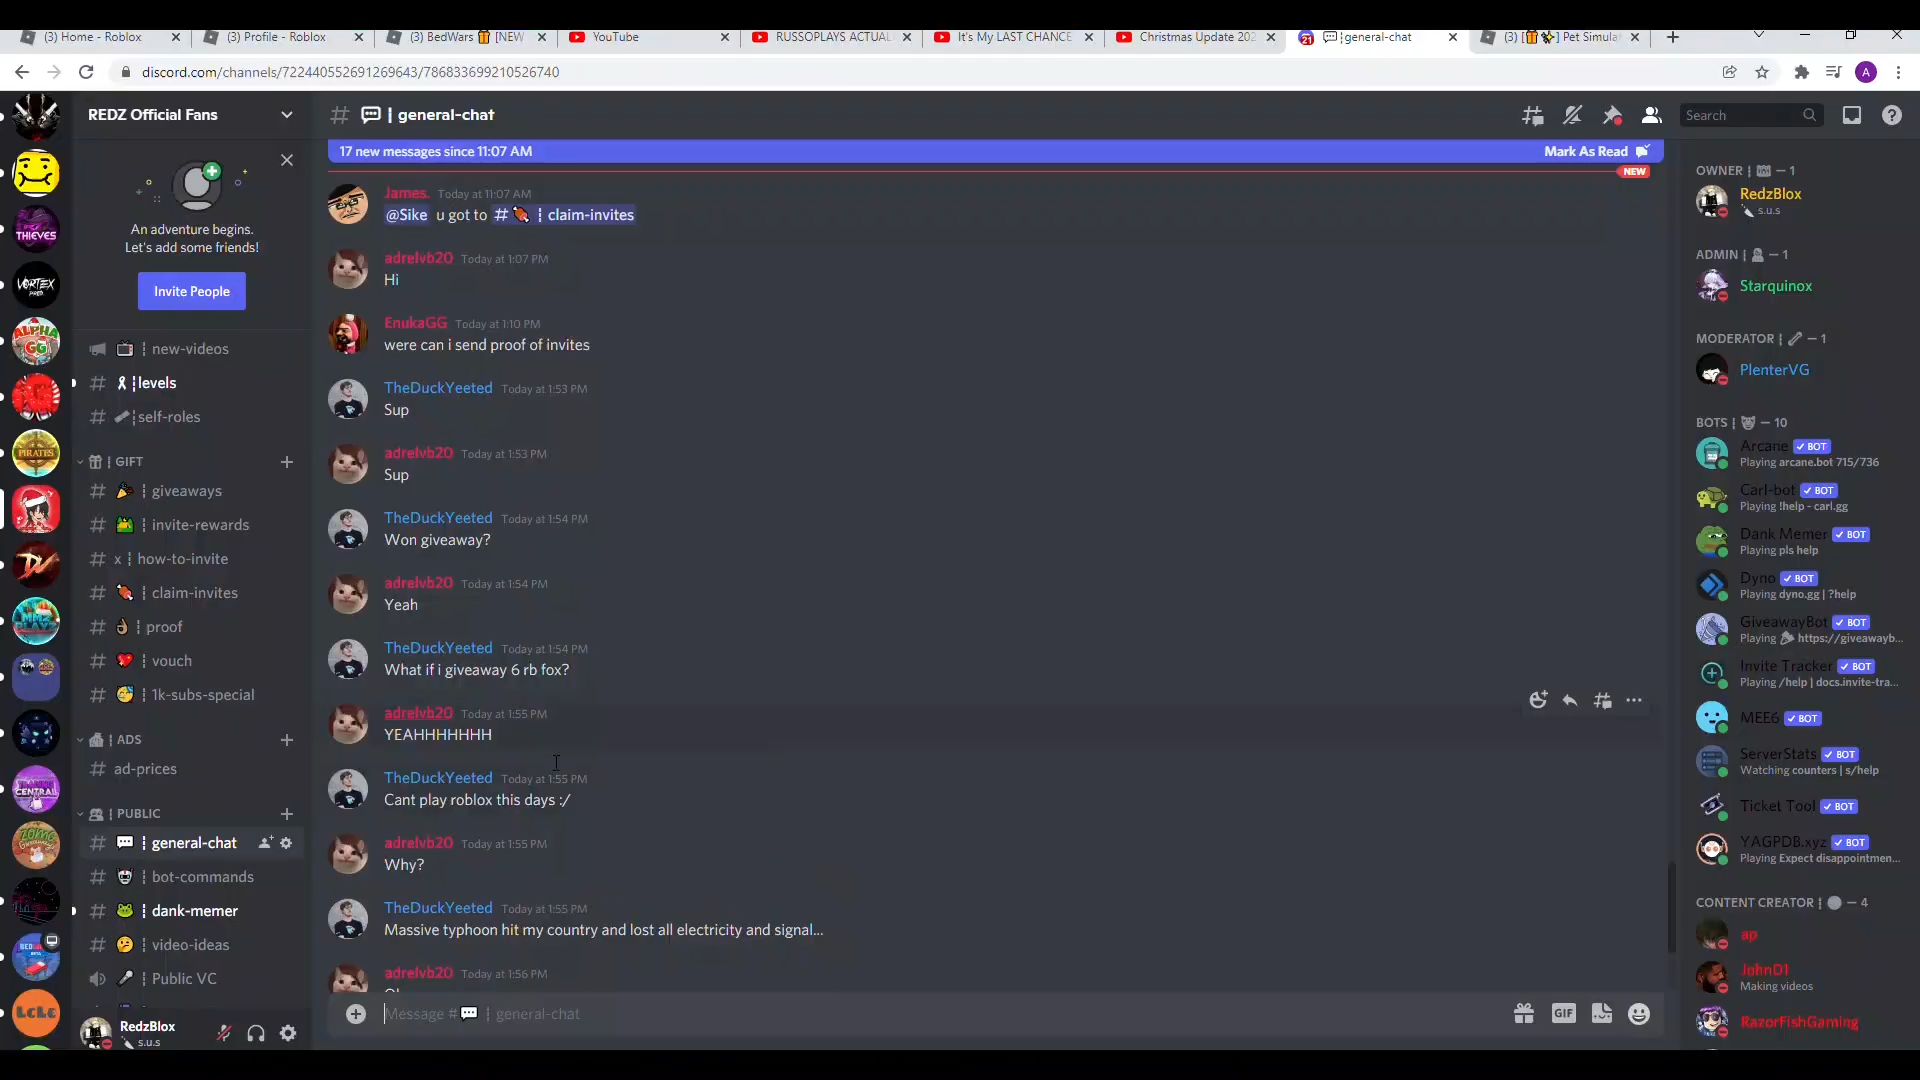 (3) Home - Roblox
(3) Profile - Roblox
(3) BedWars 🎁 [NEW
YouTube
RUSSOPLAYS ACTUAL
It's My LAST CHANCE
Christmas Update 202
21
💬┆general-chat
(3) [🎁✨] Pet Simula
discord.com/channels/722440552691269643/786833699210526740
A
REDZ Official Fans
An adventure begins.
Let's add some friends!
Invite People
new-videos
levels
self-roles
GIFT
giveaways
invite-rewards
x ┆ how-to-invite
claim-invites
proof
vouch
1k-subs-special
ADS
ad-prices
PUBLIC
general-chat
bot-commands
dank-memer
video-ideas
Public VC
RedzBlox
s.u.s
THIEVES
VORTEX
ALPHA
GG
PIRATES
LCLC
# 💬 | general-chat
Search
17 new messages since 11:07 AM
Mark As Read
NEW
James. Today at 11:07 AM
@Sike u got to # 🍖 ┆ claim-invites
adrelvb20 Today at 1:07 PM
Hi
EnukaGG Today at 1:10 PM
were can i send proof of invites
TheDuckYeeted Today at 1:53 PM
Sup
adrelvb20 Today at 1:53 PM
Sup
TheDuckYeeted Today at 1:54 PM
Won giveaway?
adrelvb20 Today at 1:54 PM
Yeah
TheDuckYeeted Today at 1:54 PM
What if i giveaway 6 rb fox?
adrelvb20 Today at 1:55 PM
YEAHHHHHHH
TheDuckYeeted Today at 1:55 PM
Cant play roblox this days :/
adrelvb20 Today at 1:55 PM
Why?
TheDuckYeeted Today at 1:55 PM
Massive typhoon hit my country and lost all electricity and signal...
adrelvb20 Today at 1:56 PM
Message #💬 ┆ general-chat
GIF
OWNER | — 1
RedzBlox
s.u.s
ADMIN | — 1
Starquinox
MODERATOR | — 1
PlenterVG
BOTS | — 10
Arcane ✓ BOT
Playing arcane.bot 715/736
Carl-bot ✓ BOT
Playing !help - carl.gg
Dank Memer ✓ BOT
Playing pls help
Dyno ✓ BOT
Playing dyno.gg | ?help
GiveawayBot ✓ BOT
Playing 🎉 https://giveawayb...
Invite Tracker ✓ BOT
Playing /help | docs.invite-tra...
MEE6 ✓ BOT
ServerStats ✓ BOT
Watching counters | s/help
Ticket Tool ✓ BOT
YAGPDB.xyz ✓ BOT
Playing Expect disappointmen...
CONTENT CREATOR | — 4
ap
JohnD1
Making videos
RazorFishGaming